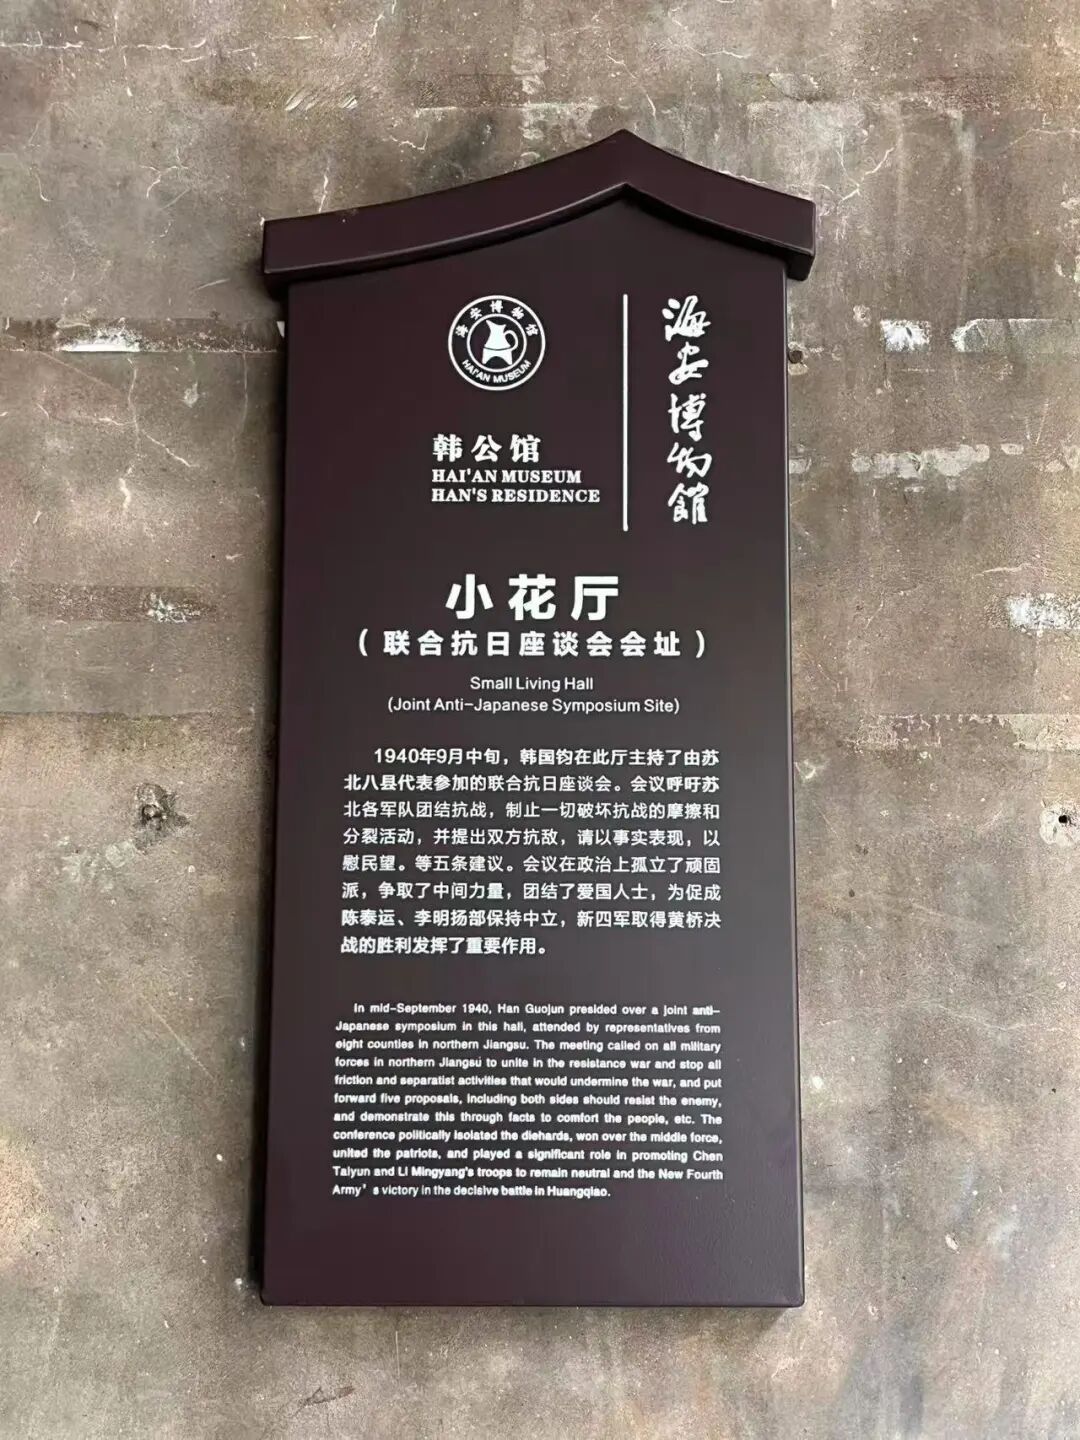 海安博物馆
HAI'AN MUSEUM
韩公馆
HAI'AN MUSEUM
HAN'S RESIDENCE
海安博物館
小花厅
（联合抗日座谈会会址）
Small Living Hall
(Joint Anti-Japanese Symposium Site)
1940年9月中旬，韩国钧在此厅主持了由苏
北八县代表参加的联合抗日座谈会。会议呼吁苏
北各军队团结抗战，制止一切破坏抗战的摩擦和
分裂活动，并提出双方抗敌，请以事实表现，以
慰民望。等五条建议。会议在政治上孤立了顽固
派，争取了中间力量，团结了爱国人士，为促成
陈泰运、李明扬部保持中立，新四军取得黄桥决
战的胜利发挥了重要作用。
In mid-September 1940, Han Guojun presided over a joint anti-
Japanese symposium in this hall, attended by representatives from
eight counties in northern Jiangsu. The meeting called on all military
forces in northern Jiangsu to unite in the resistance war and stop all
friction and separatist activities that would undermine the war, and put
forward five proposals, including both sides should resist the enemy,
and demonstrate this through facts to comfort the people, etc. The
conference politically isolated the diehards, won over the middle force,
united the patriots, and played a significant role in promoting Chen
Taiyun and Li Mingyang's troops to remain neutral and the New Fourth
Army's victory in the decisive battle in Huangqiao.